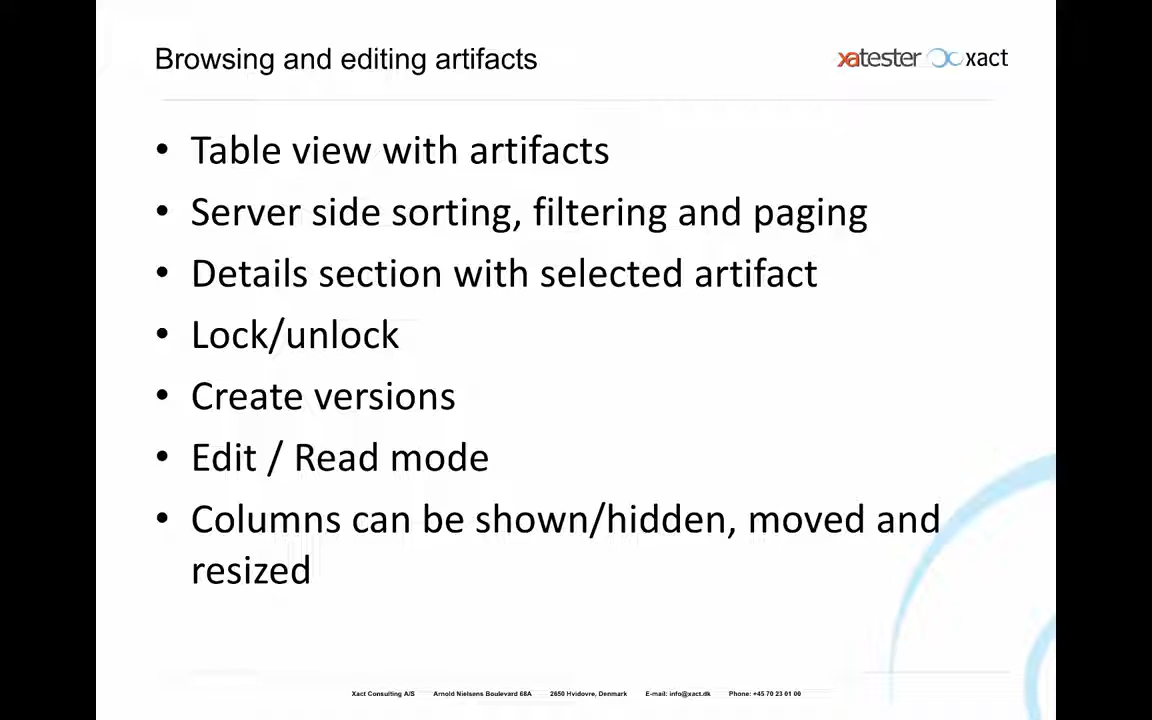 Browsing and editing artifacts
xatester xact
• Table view with artifacts
• Server side sorting, filtering and paging
• Details section with selected artifact
• Lock/unlock
• Create versions
• Edit / Read mode
• Columns can be shown/hidden, moved and
resized
Xact Consulting A/S Arnold Nielsens Boulevard 68A 2650 Hvidovre, Denmark E-mail: info@xact.dk Phone: +45 70 23 01 00